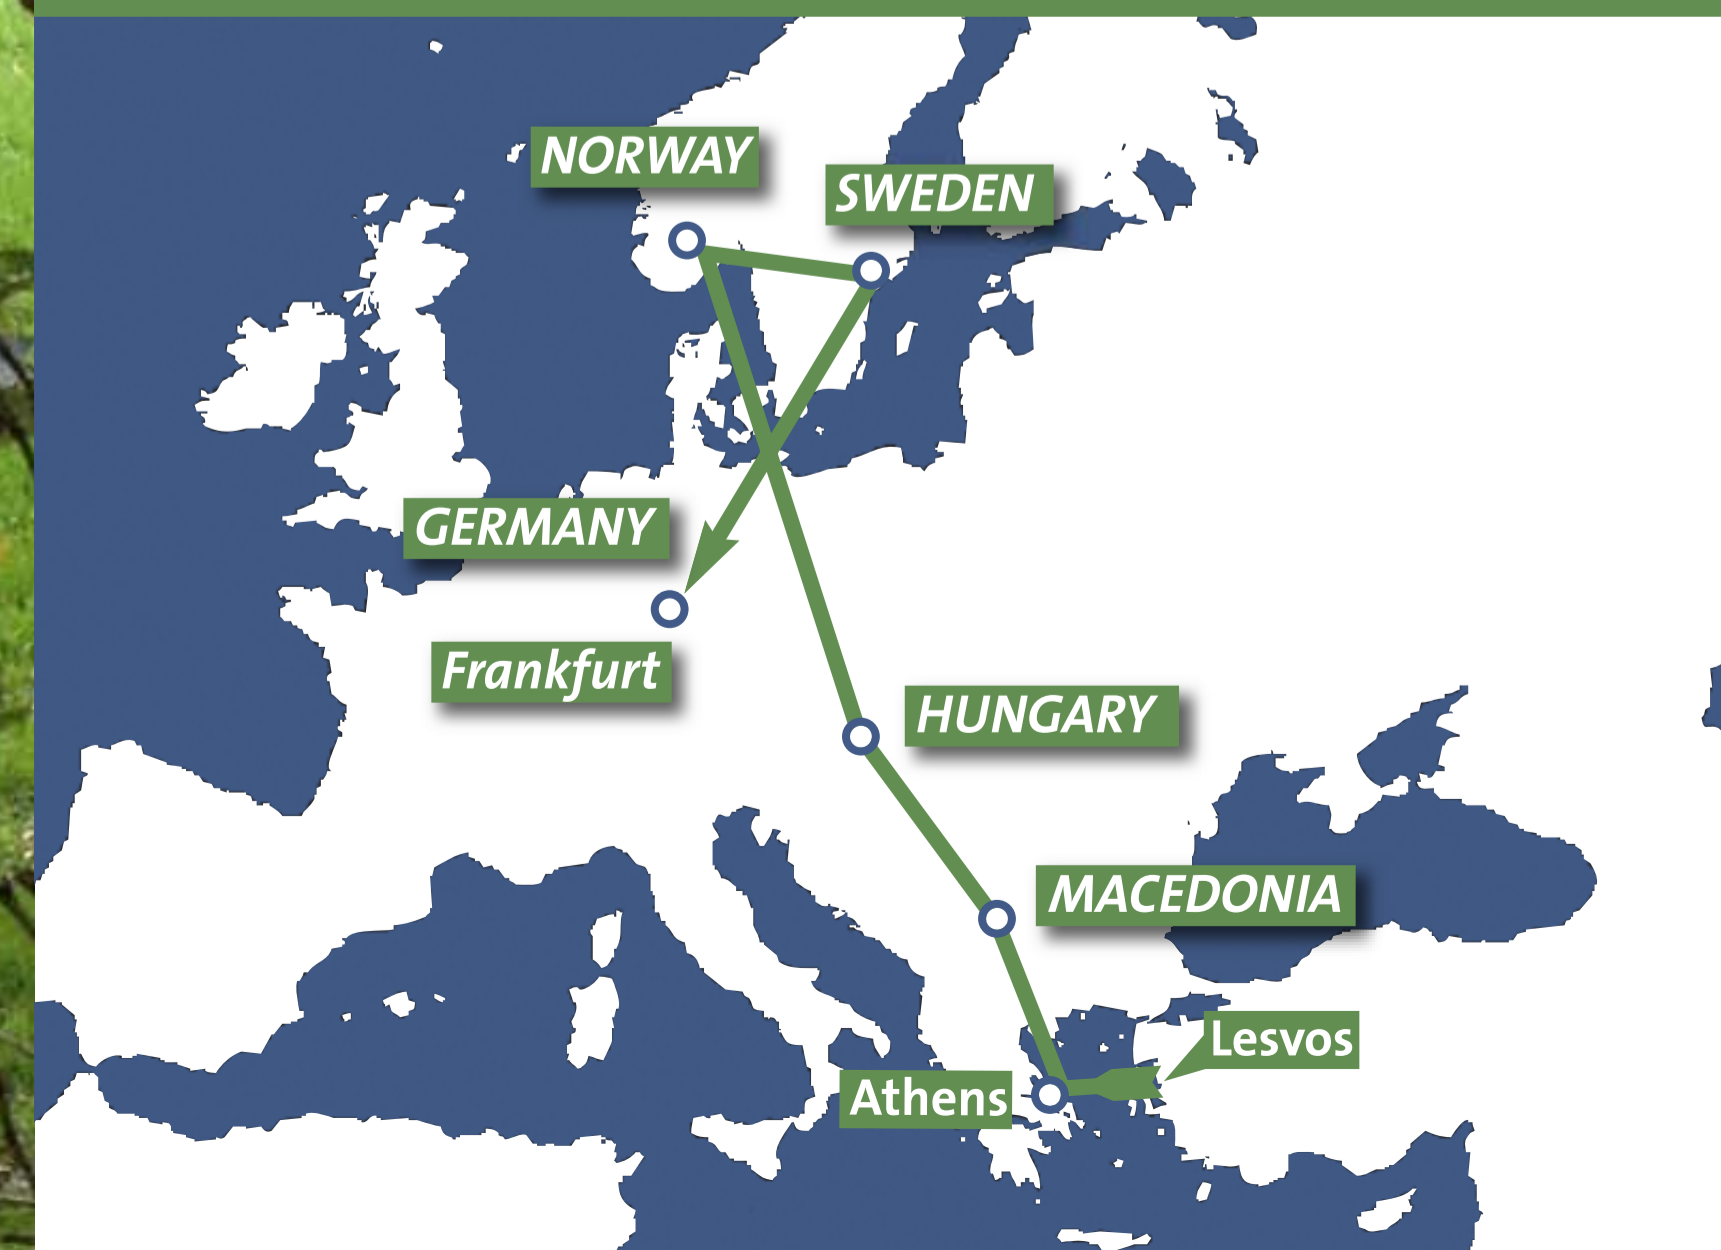 NORWAY
SWEDEN
GERMANY
Frankfurt
HUNGARY
MACEDONIA
Lesvos
Athens